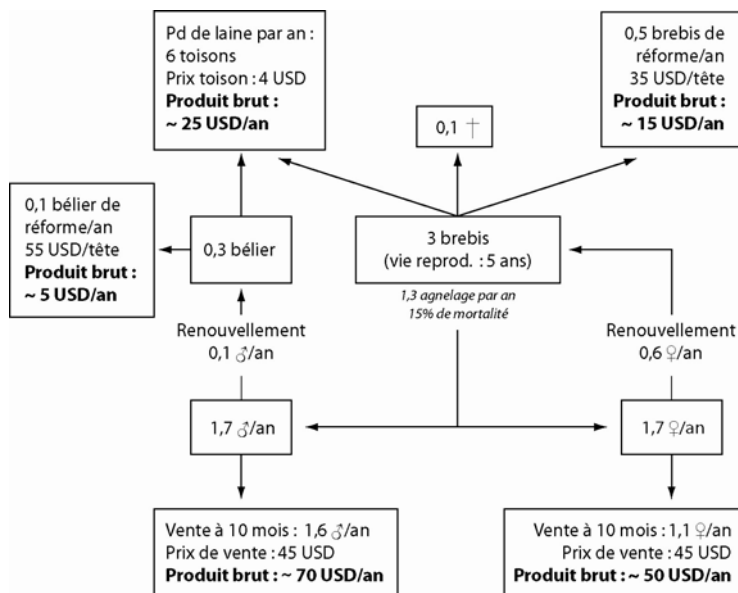 Pd de laine par an :
6 toisons
Prix toison : 4 USD
Produit brut :
~ 25 USD/an
0,1 †
0,5 brebis de
réforme/an
35 USD/tête
Produit brut :
~ 15 USD/an
0,1 bélier de
réforme/an
55 USD/tête
Produit brut :
~ 5 USD/an
0,3 bélier
3 brebis
(vie reprod. : 5 ans)
1,3 agnelage par an
15% de mortalité
Renouvellement
0,1 ♂/an
Renouvellement
0,6 ♀/an
1,7 ♂/an
1,7 ♀/an
Vente à 10 mois : 1,6 ♂/an
Prix de vente : 45 USD
Produit brut : ~ 70 USD/an
Vente à 10 mois : 1,1 ♀/an
Prix de vente : 45 USD
Produit brut : ~ 50 USD/an